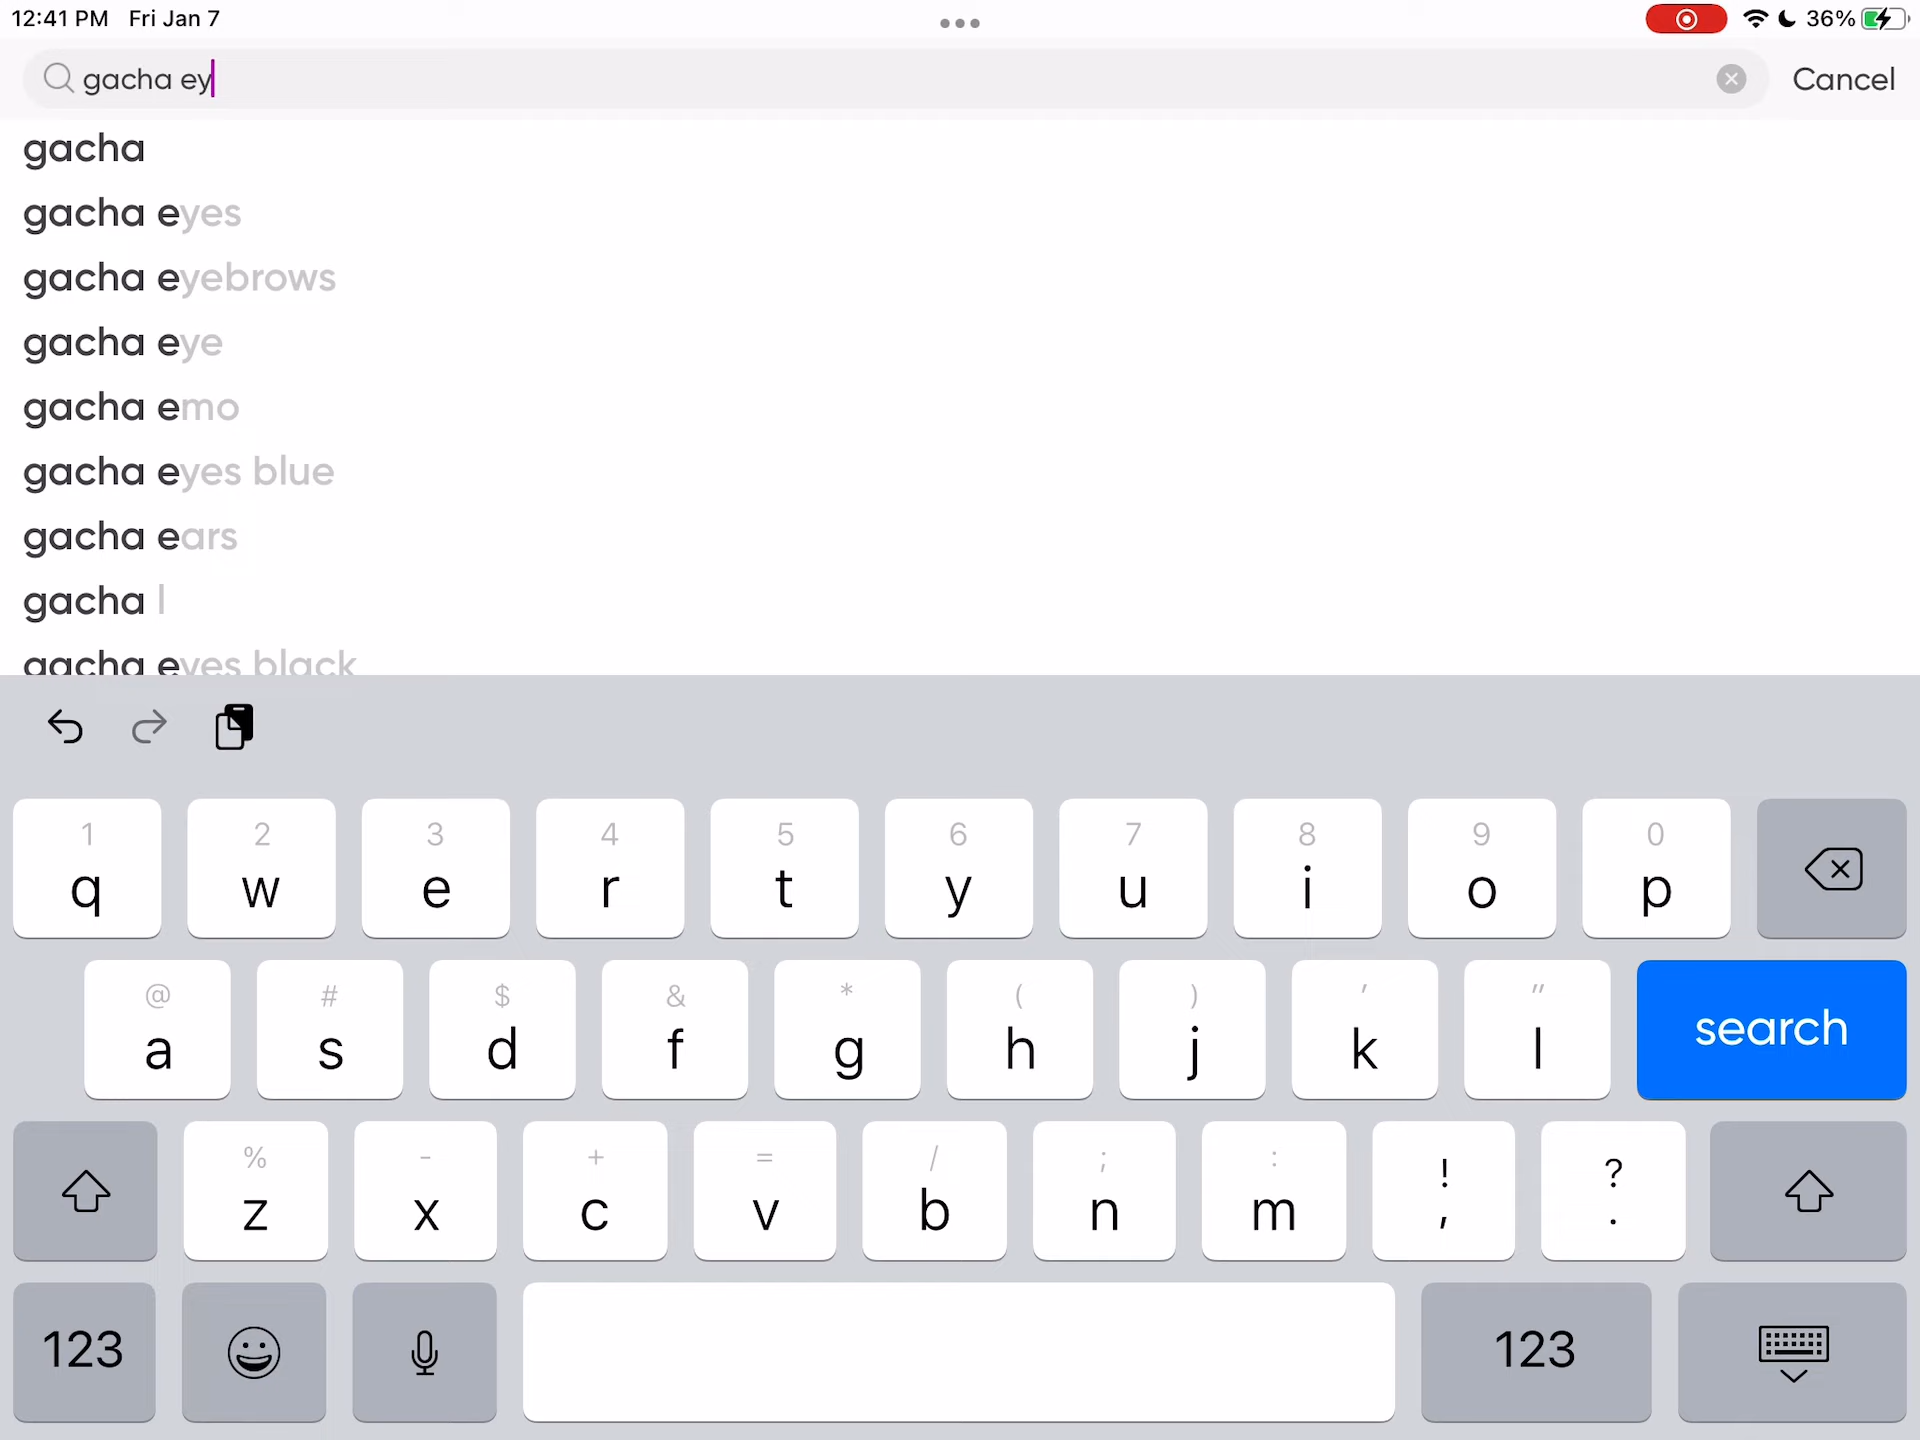 12:41 PM Fri Jan 7
36%
gacha ey
Cancel
gacha
gacha eyes
gacha eyebrows
gacha eye
gacha emo
gacha eyes blue
gacha ears
gacha l
gacha eyes black
1 2 3 4 5 6 7 8 9 0
q w e r t y u i o p
@ # $ & * ( ) ' "
a s d f g h j k l search
% - + = / ; : ! ?
z x c v b n m , .
123 123